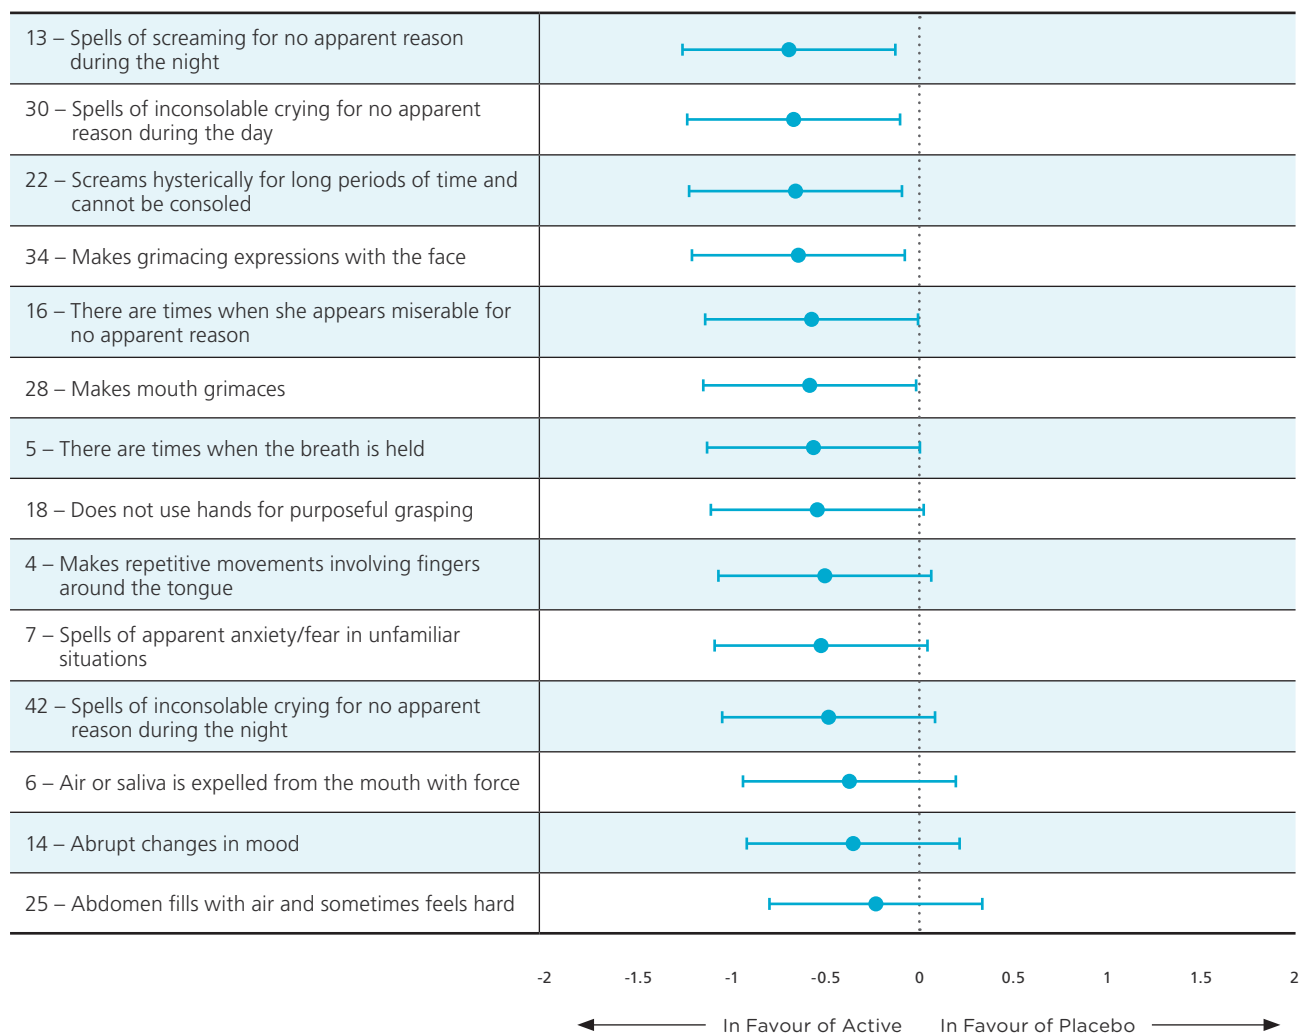 13 – Spells of screaming for no apparent reason
during the night
30 – Spells of inconsolable crying for no apparent
reason during the day
22 – Screams hysterically for long periods of time and
cannot be consoled
34 – Makes grimacing expressions with the face
16 – There are times when she appears miserable for
no apparent reason
28 – Makes mouth grimaces
5 – There are times when the breath is held
18 – Does not use hands for purposeful grasping
4 – Makes repetitive movements involving fingers
around the tongue
7 – Spells of apparent anxiety/fear in unfamiliar
situations
42 – Spells of inconsolable crying for no apparent
reason during the night
6 – Air or saliva is expelled from the mouth with force
14 – Abrupt changes in mood
25 – Abdomen fills with air and sometimes feels hard
-2 -1.5 -1 -0.5 0 0.5 1 1.5 2
In Favour of Active In Favour of Placebo